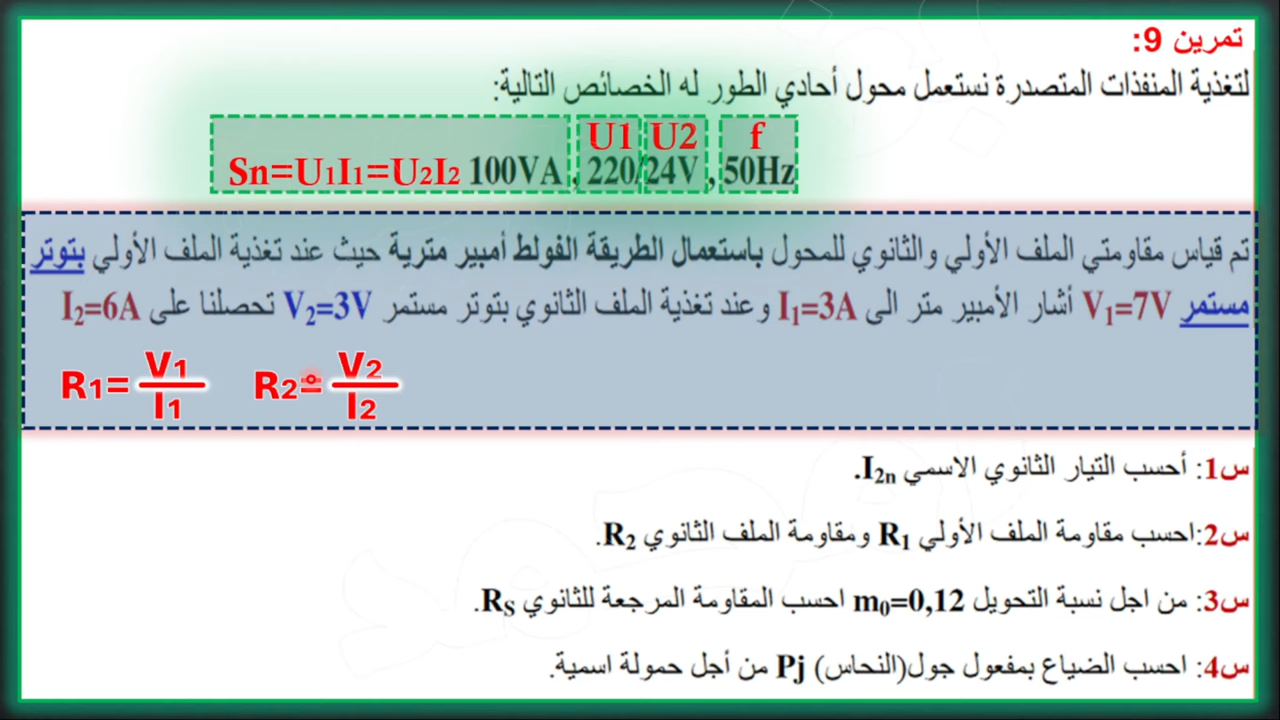 تمرين 9:
لتغذية المنفذات المتصدرة نستعمل محول أحادي الطور له الخصائص التالية:
U1 U2 f
Sn=U1I1=U2I2 100VA , 220/24V , 50Hz
تم قياس مقاومتي الملف الأولي والثانوي للمحول باستعمال الطريقة الفولط أمبير مترية حيث عند تغذية الملف الأولي بتوتر
مستمر V1=7V أشار الأمبير متر الى I1=3A وعند تغذية الملف الثانوي بتوتر مستمر V2=3V تحصلنا على I2=6A
R1= V1/I1 R2= V2/I2
س1: أحسب التيار الثانوي الاسمي I2n.
س2:احسب مقاومة الملف الأولي R1 ومقاومة الملف الثانوي R2.
س3: من اجل نسبة التحويل m0=0,12 احسب المقاومة المرجعة للثانوي RS.
س4: احسب الضياع بمفعول جول(النحاس) Pj من أجل حمولة اسمية.